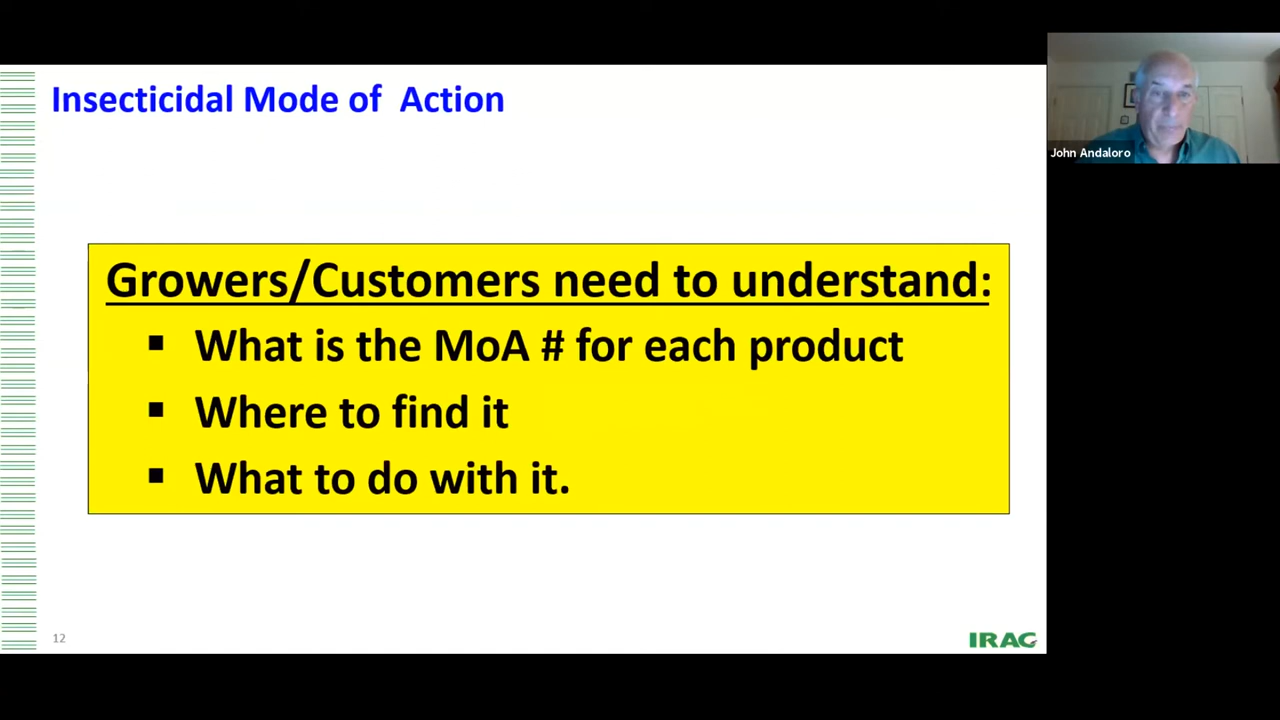 Insecticidal Mode of Action
John Andaloro
Growers/Customers need to understand:
▪ What is the MoA # for each product
▪ Where to find it
▪ What to do with it.
12
IRAC